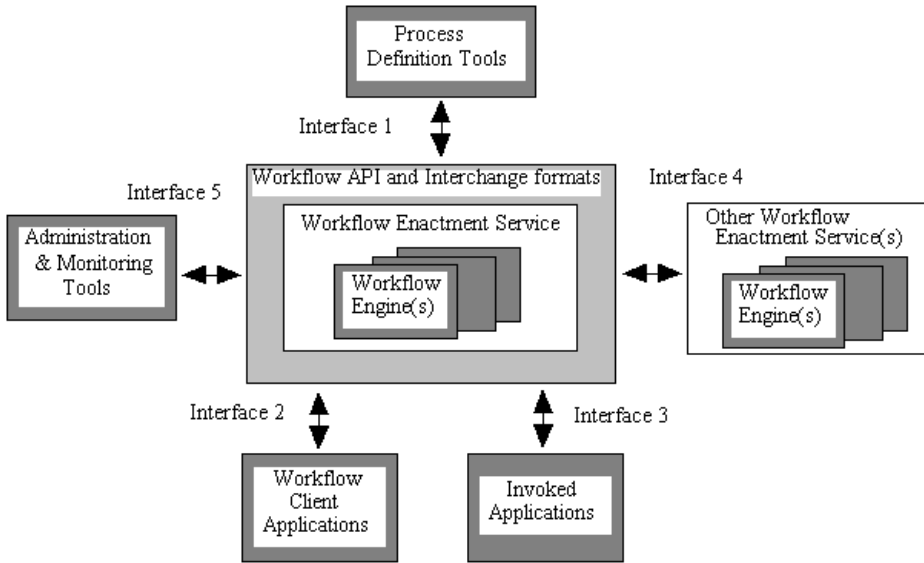 Process
Definition Tools
Interface 1
Workflow API and Interchange formats
Interface 5
Interface 4
Workflow Enactment Service
Workflow
Engine(s)
Administration
& Monitoring
Tools
Other Workflow
Enactment Service(s)
Workflow
Engine(s)
Interface 2
Interface 3
Workflow
Client
Applications
Invoked
Applications